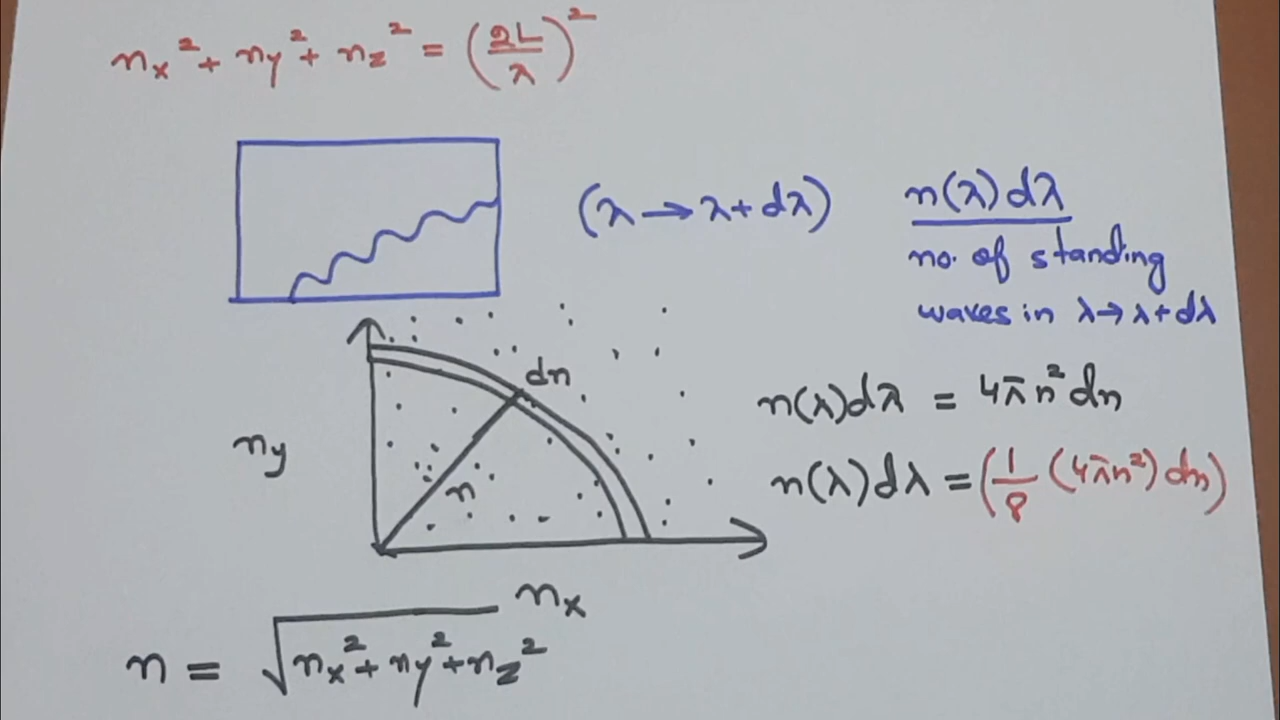 nx² + ny² + nz² = (2L/λ)²
(λ → λ + dλ)
n(λ)dλ
no. of standing
waves in λ→λ+dλ
dn
n(λ)dλ = 4πn²dn
ny
n
n(λ)dλ = (1/8 (4πn²) dn)
nx
n = √nx² + ny² + nz²